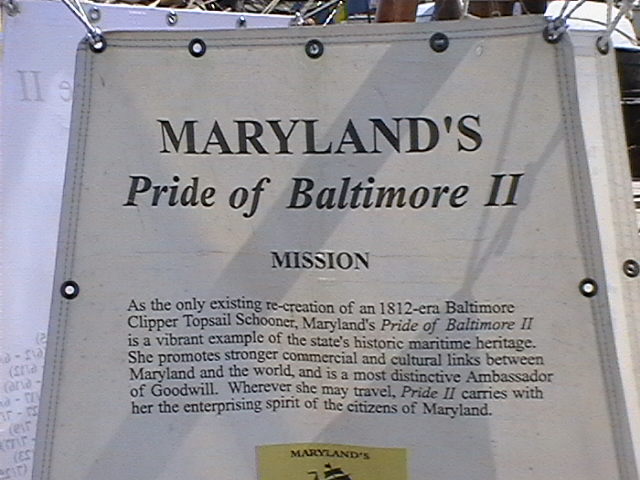 MARYLAND'S
Pride of Baltimore II
MISSION
As the only existing re-creation of an 1812-era Baltimore
Clipper Topsail Schooner, Maryland's Pride of Baltimore II
is a vibrant example of the state's historic maritime heritage.
She promotes stronger commercial and cultural links between
Maryland and the world, and is a most distinctive Ambassador
of Goodwill. Wherever she may travel, Pride II carries with
her the enterprising spirit of the citizens of Maryland.
MARYLAND'S